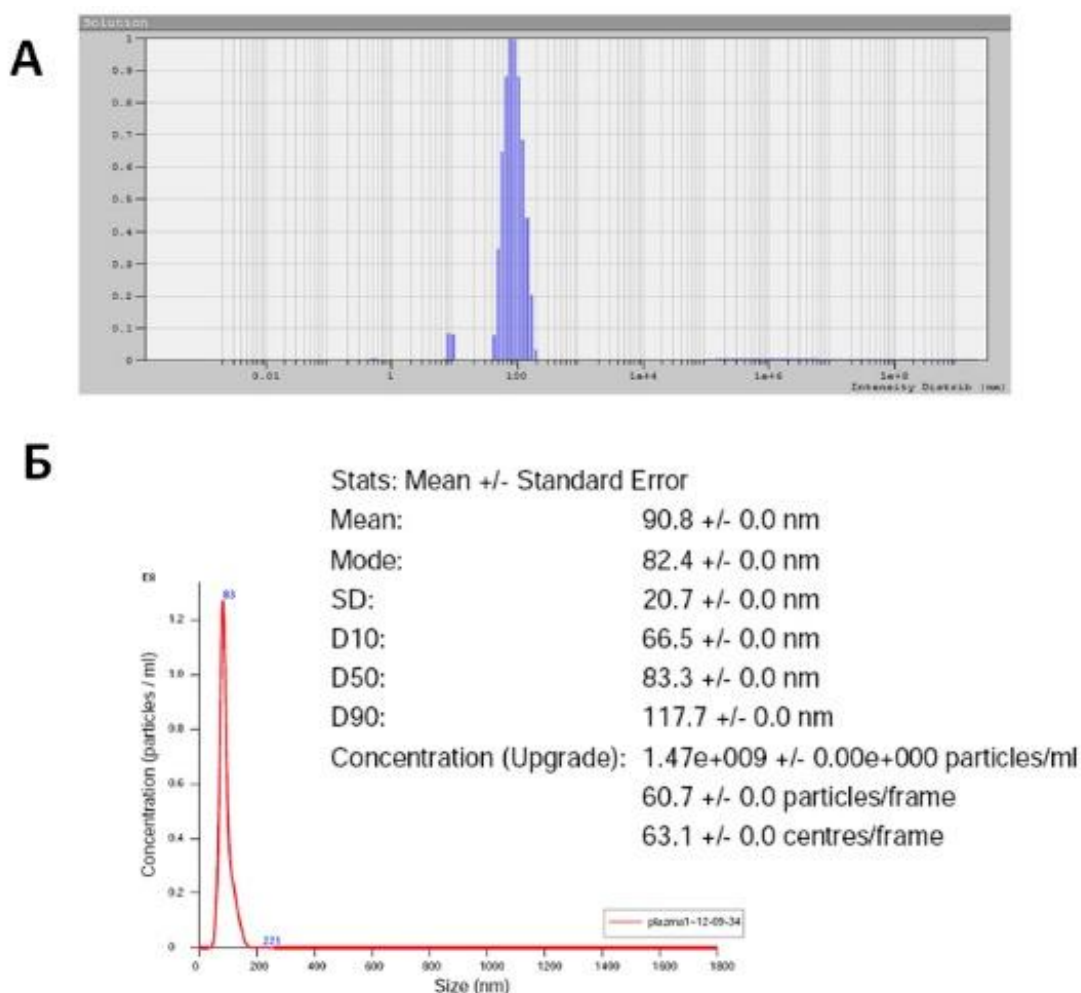 Solution
А
1
0.9
0.8
0.7
0.6
0.5
0.4
0.3
0.2
0.1
0
0.01 1 100 1e+4 1e+6 1e+8
Intensity Distrib (nm)
Б
Stats: Mean +/- Standard Error
Mean: 90.8 +/- 0.0 nm
Mode: 82.4 +/- 0.0 nm
SD: 20.7 +/- 0.0 nm
D10: 66.5 +/- 0.0 nm
D50: 83.3 +/- 0.0 nm
D90: 117.7 +/- 0.0 nm
Concentration (Upgrade): 1.47e+009 +/- 0.00e+000 particles/ml
60.7 +/- 0.0 particles/frame
63.1 +/- 0.0 centres/frame
E8
83
1.2
1.0
0.8
0.6
0.4
0.2
0
221
Concentration (particles / ml)
plazma1-12-09-34
0 200 400 600 800 1000 1200 1400 1600 1800
Size (nm)